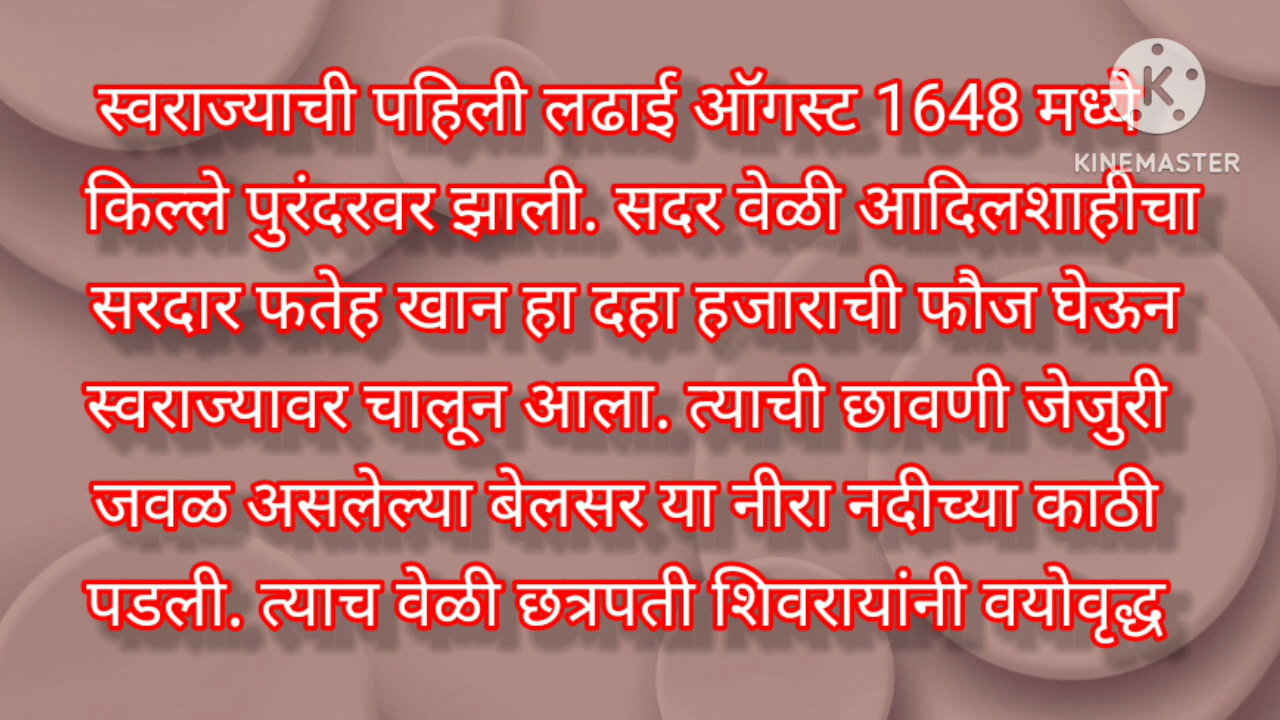 स्वराज्याची पहिली लढाई ऑगस्ट 1648 मध्ये
KINEMASTER
किल्ले पुरंदरवर झाली. सदर वेळी आदिलशाहीचा
सरदार फतेह खान हा दहा हजाराची फौज घेऊन
स्वराज्यावर चालून आला. त्याची छावणी जेजुरी
जवळ असलेल्या बेलसर या नीरा नदीच्या काठी
पडली. त्याच वेळी छत्रपती शिवरायांनी वयोवृद्ध